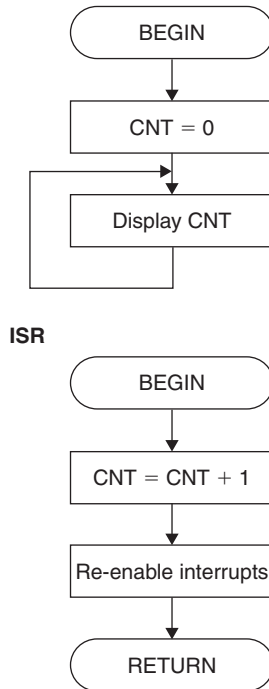 BEGIN
CNT = 0
Display CNT
ISR
BEGIN
CNT = CNT + 1
Re-enable interrupts
RETURN